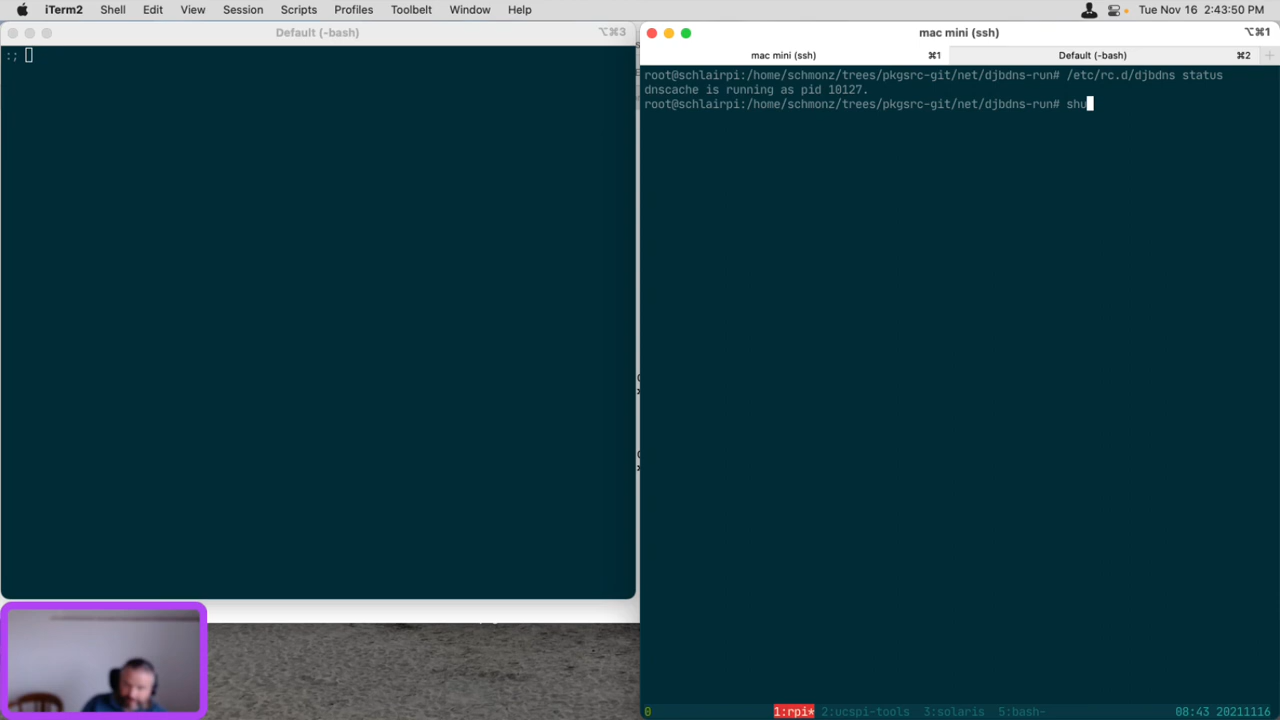 iTerm2 Shell Edit View Session Scripts Profiles Toolbelt Window Help Tue Nov 16 2:43:50 PM
Default (-bash) ⌥⌘3
:;
mac mini (ssh) ⌥⌘1
mac mini (ssh) ⌘1 Default (-bash) ⌘2 +
root@schlairpi:/home/schmonz/trees/pkgsrc-git/net/djbdns-run# /etc/rc.d/djbdns status
dnscache is running as pid 10127.
root@schlairpi:/home/schmonz/trees/pkgsrc-git/net/djbdns-run# shu
0 1:rpi* 2:ucspi-tools 3:solaris 5:bash- 08:43 20211116